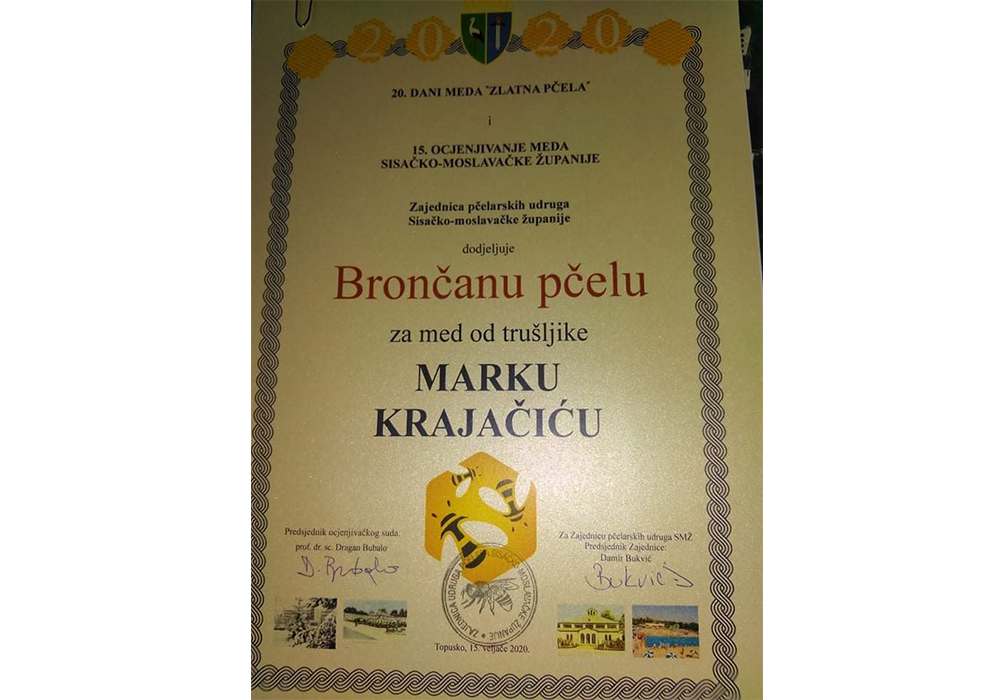 2020
20. DANI MEDA "ZLATNA PČELA"
i
15. OCJENJIVANJE MEDA
SISAČKO-MOSLAVAČKE ŽUPANIJE
Zajednica pčelarskih udruga
Sisačko-moslavačke županije
dodjeljuje
Brončanu pčelu
za med od trušljike
MARKU
KRAJAČIĆU
Predsjednik ocjenjivačkog suda:
prof. dr. sc. Dragan Bubalo
D. Bubalo
Za Zajednicu pčelarskih udruga SMŽ
Predsjednik Zajednice:
Damir Bukvić
Bukvić D
ZAJEDNICA UDRUGA SISAČKO MOSLAVAČKE ŽUPANIJE
Topusko, 15. veljače 2020.